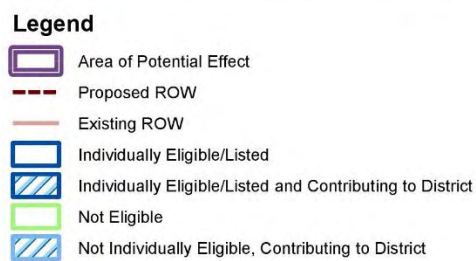 Legend
Area of Potential Effect
Proposed ROW
Existing ROW
Individually Eligible/Listed
Individually Eligible/Listed and Contributing to District
Not Eligible
Not Individually Eligible, Contributing to District